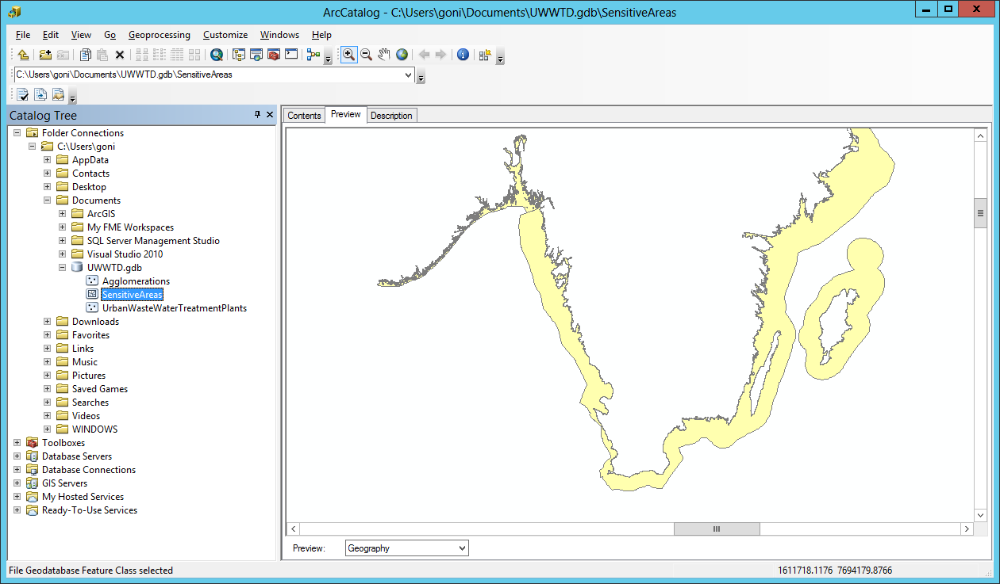 ArcCatalog - C:\Users\goni\Documents\UWWTD.gdb\SensitiveAreas
File Edit View Go Geoprocessing Customize Windows Help
C:\Users\goni\Documents\UWWTD.gdb\SensitiveAreas
Catalog Tree
Folder Connections
C:\Users\goni
AppData
Contacts
Desktop
Documents
ArcGIS
My FME Workspaces
SQL Server Management Studio
Visual Studio 2010
UWWTD.gdb
Agglomerations
SensitiveAreas
UrbanWasteWaterTreatmentPlants
Downloads
Favorites
Links
Music
Pictures
Saved Games
Searches
Videos
WINDOWS
Toolboxes
Database Servers
Database Connections
GIS Servers
My Hosted Services
Ready-To-Use Services
Contents Preview Description
Preview: Geography
File Geodatabase Feature Class selected
1611718.1176 7694179.8766